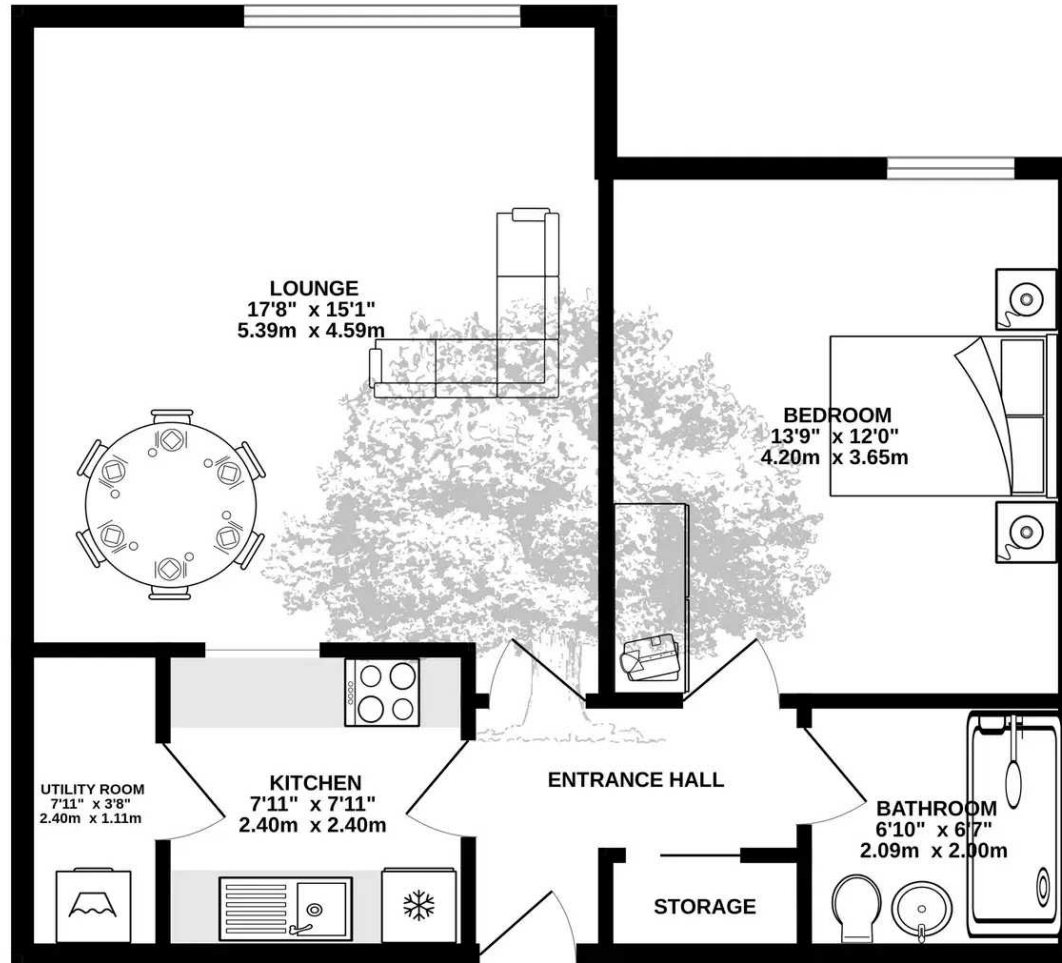 LOUNGE
17'8" x 15'1"
5.39m x 4.59m
BEDROOM
13'9" x 12'0"
4.20m x 3.65m
UTILITY ROOM
7'11" x 3'8"
2.40m x 1.11m
KITCHEN
7'11" x 7'11"
2.40m x 2.40m
ENTRANCE HALL
BATHROOM
6'10" x 6'7"
2.09m x 2.00m
STORAGE